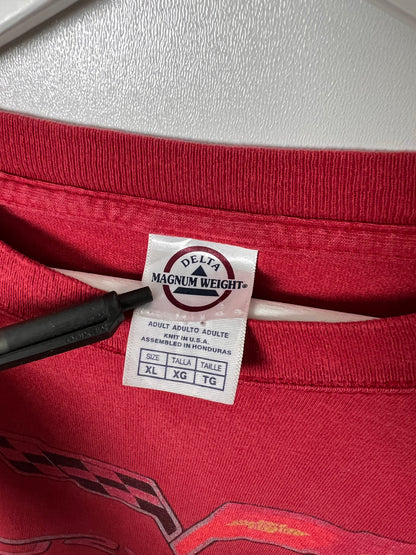 DELTA
MAGNUM WEIGHT®
ADULT ADULTO ADULTE
KNIT IN U.S.A.
ASSEMBLED IN HONDURAS
SIZE TALLA TAILLE
XL XG TG